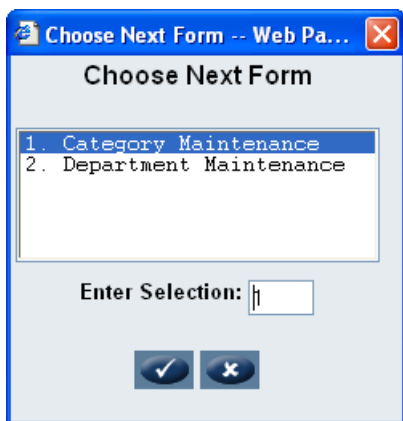 Choose Next Form -- Web Pa...
Choose Next Form
1. Category Maintenance
2. Department Maintenance
Enter Selection: 1